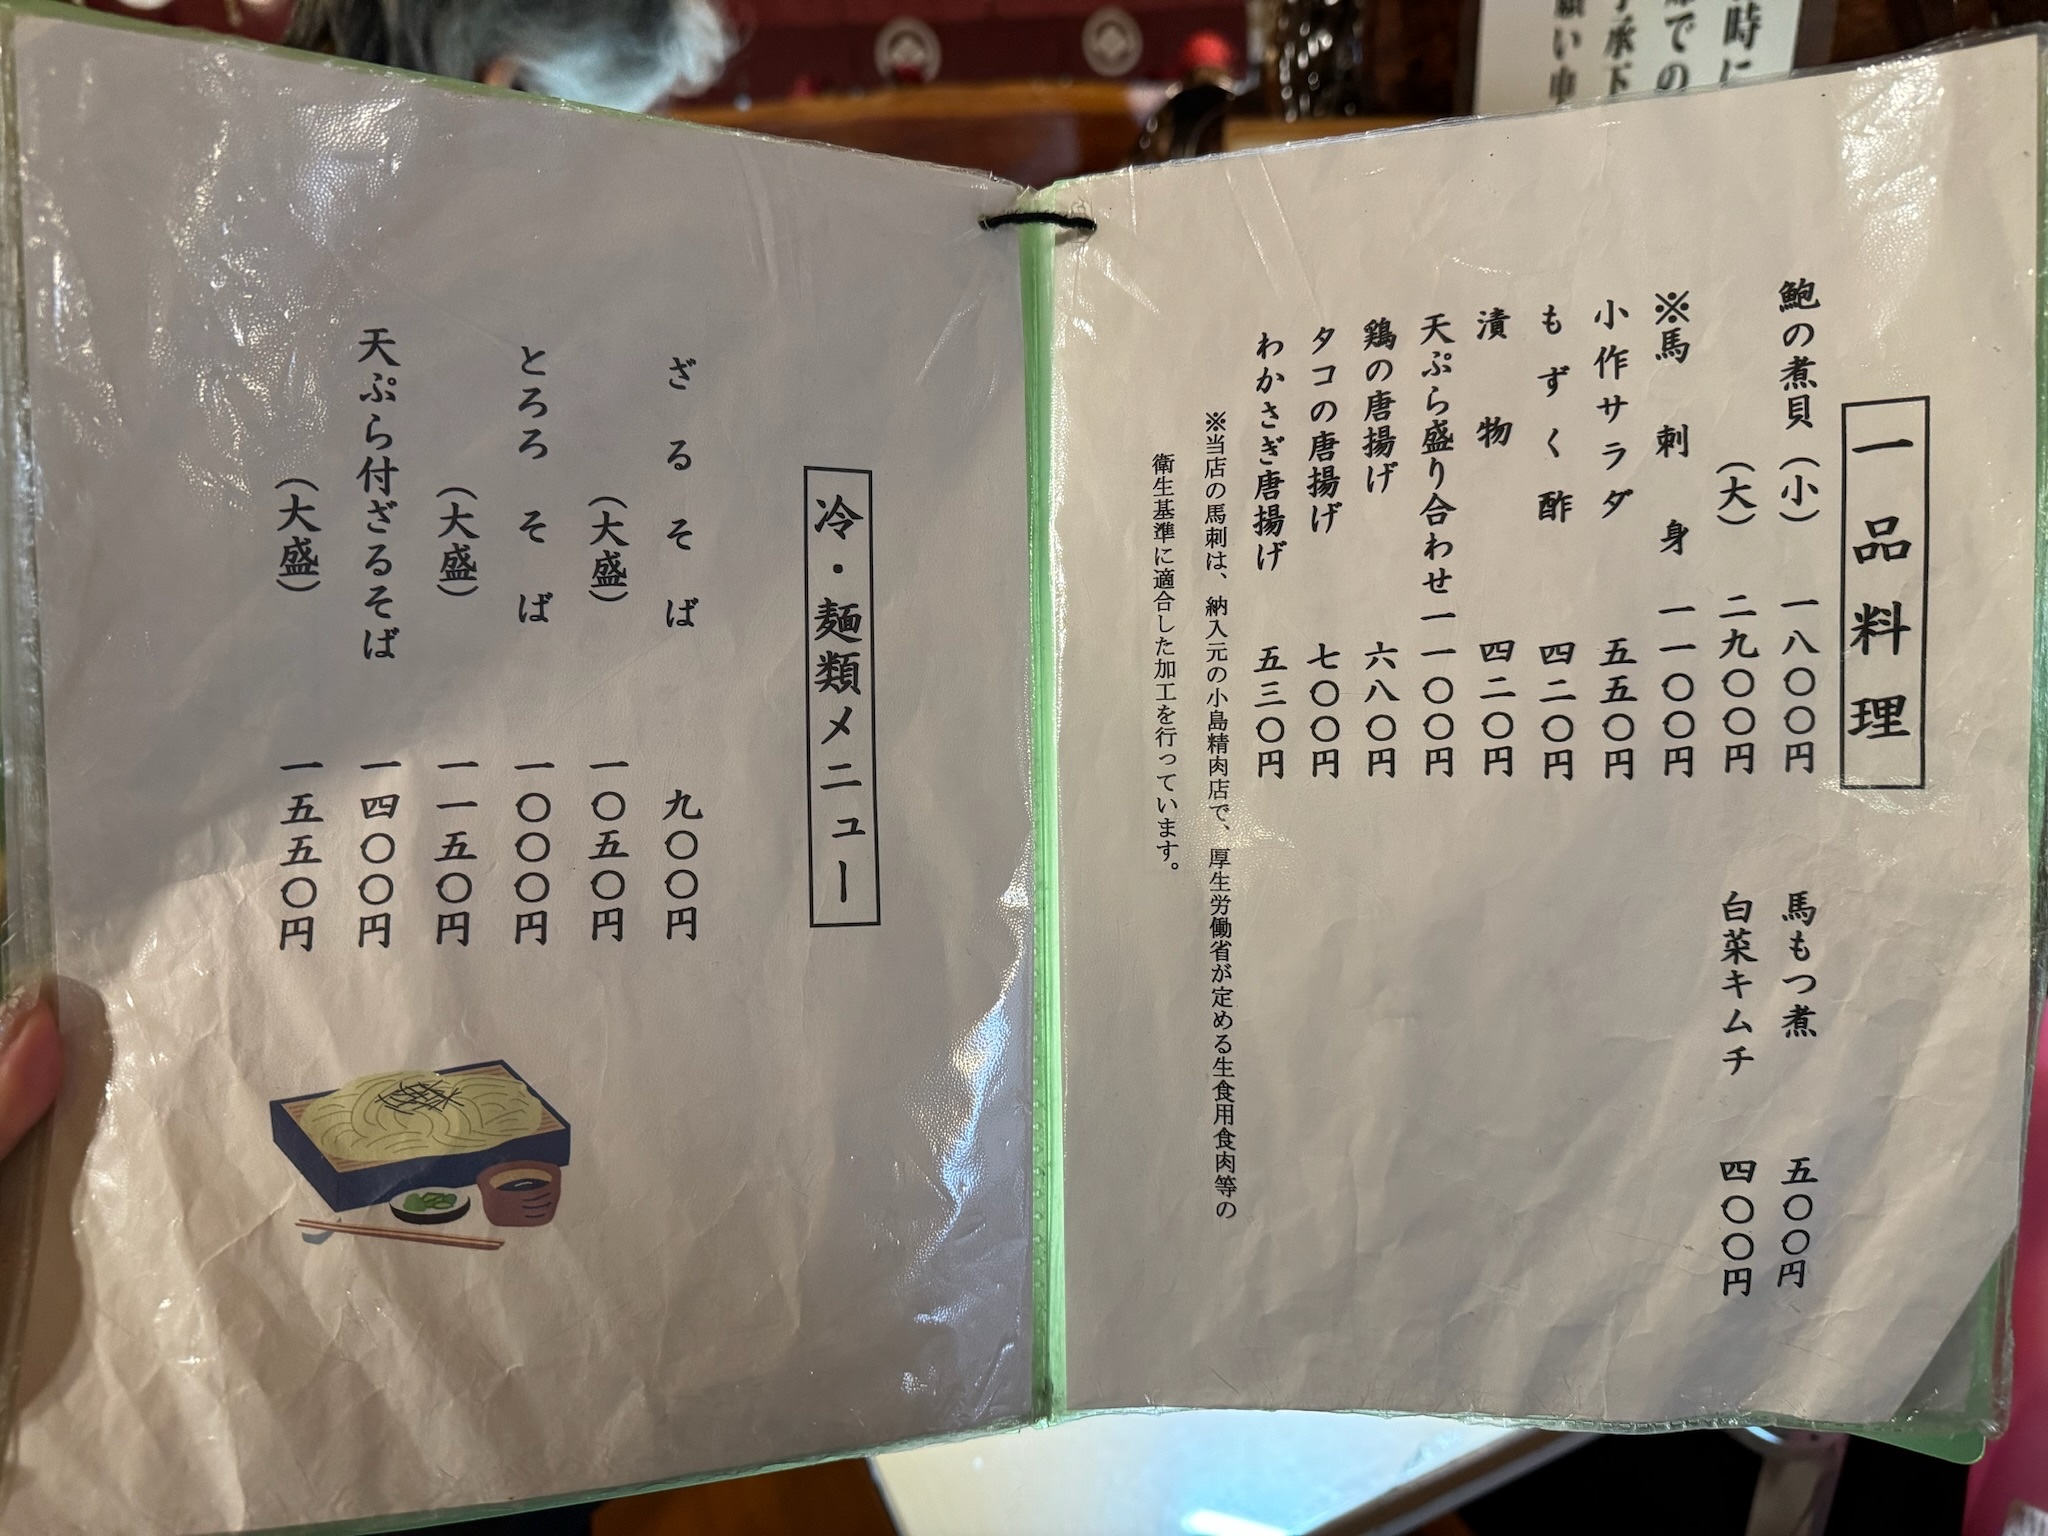 一品料理
鮑の煮貝(小) 一八〇〇円
(大) 二九〇〇円
※馬刺身 一一〇〇円
小作サラダ 五五〇円
もずく酢 四二〇円
漬物 四二〇円
天ぷら盛り合わせ 一一〇〇円
鶏の唐揚げ 六八〇円
タコの唐揚げ 七〇〇円
わかさぎ唐揚げ 五三〇円
馬もつ煮 五〇〇円
白菜キムチ 四〇〇円
※当店の馬刺は、納入元の小島精肉店で、厚生労働省が定める生食用食肉等の
衛生基準に適合した加工を行っています。
冷・麺類メニュー
ざるそば 九〇〇円
(大盛) 一〇五〇円
とろろそば 一〇〇〇円
(大盛) 一一五〇円
天ぷら付ざるそば 一四〇〇円
(大盛) 一五五〇円
時に
での
承下
願い申